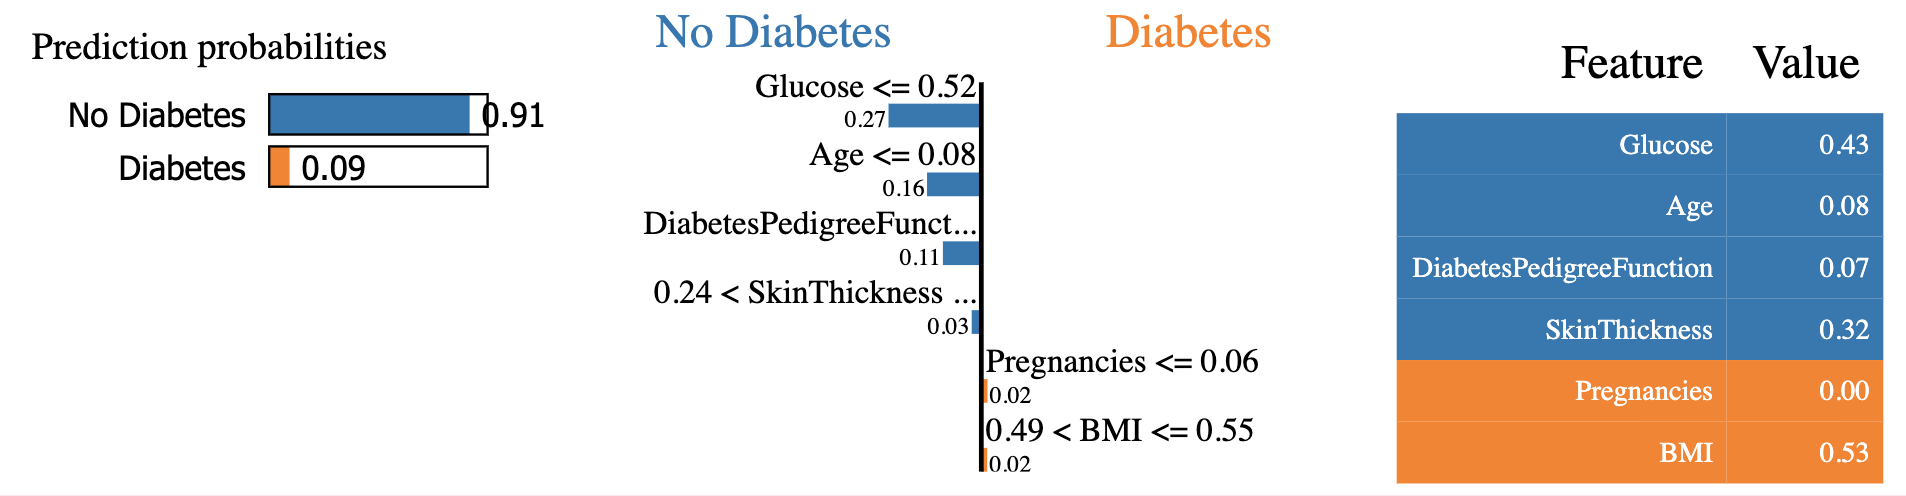 Prediction probabilities
No Diabetes 0.91
Diabetes 0.09
No Diabetes Diabetes
Glucose <= 0.52
0.27
Age <= 0.08
0.16
DiabetesPedigreeFunct...
0.11
0.24 < SkinThickness ...
0.03
Pregnancies <= 0.06
0.02
0.49 < BMI <= 0.55
0.02
Feature Value
Glucose 0.43
Age 0.08
DiabetesPedigreeFunction 0.07
SkinThickness 0.32
Pregnancies 0.00
BMI 0.53